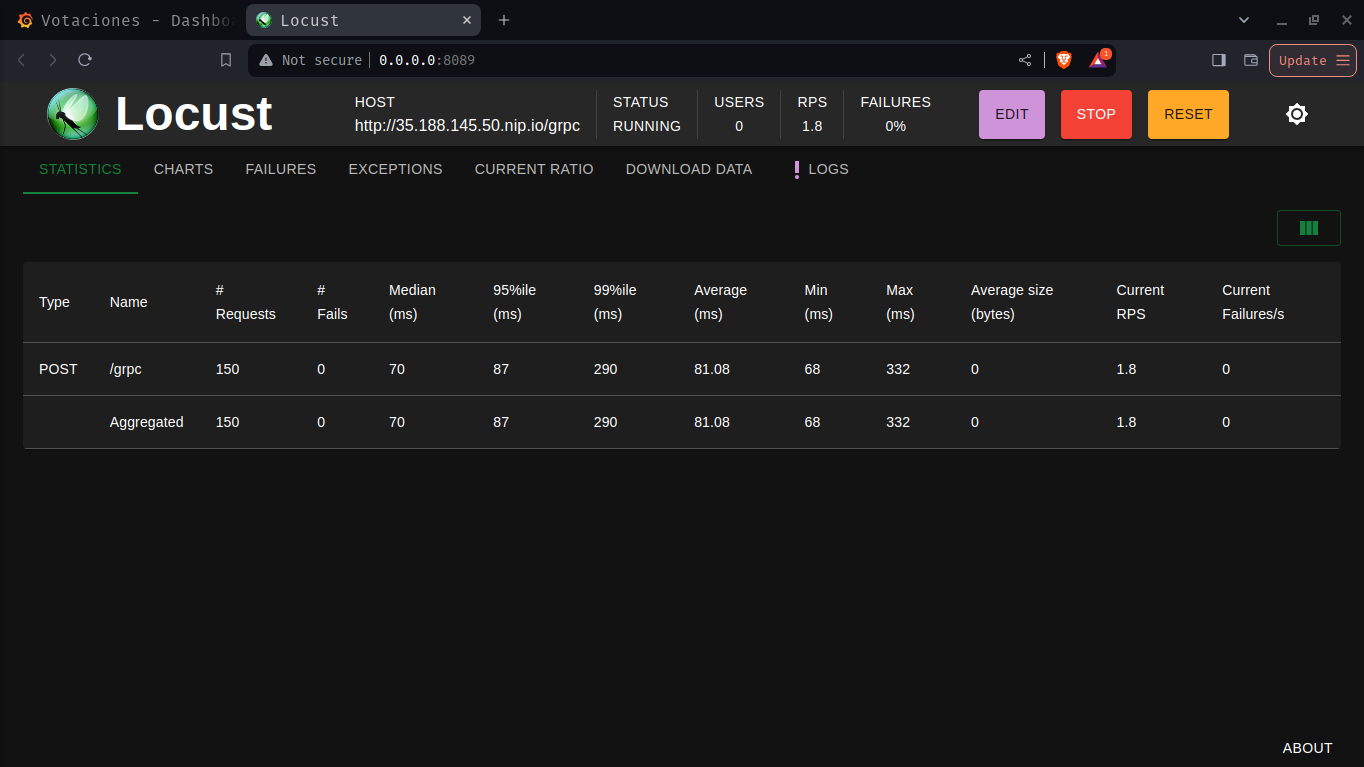 Votaciones - Dashbo
Locust
Not secure
0.0.0.0:8089
1
Update
Locust
HOST
http://35.188.145.50.nip.io/grpc
STATUS
RUNNING
USERS
0
RPS
1.8
FAILURES
0%
EDIT
STOP
RESET
STATISTICS CHARTS FAILURES EXCEPTIONS CURRENT RATIO DOWNLOAD DATA LOGS
Type Name # Requests # Fails Median (ms) 95%ile (ms) 99%ile (ms) Average (ms) Min (ms) Max (ms) Average size (bytes) Current RPS Current Failures/s
POST /grpc 150 0 70 87 290 81.08 68 332 0 1.8 0
Aggregated 150 0 70 87 290 81.08 68 332 0 1.8 0
ABOUT